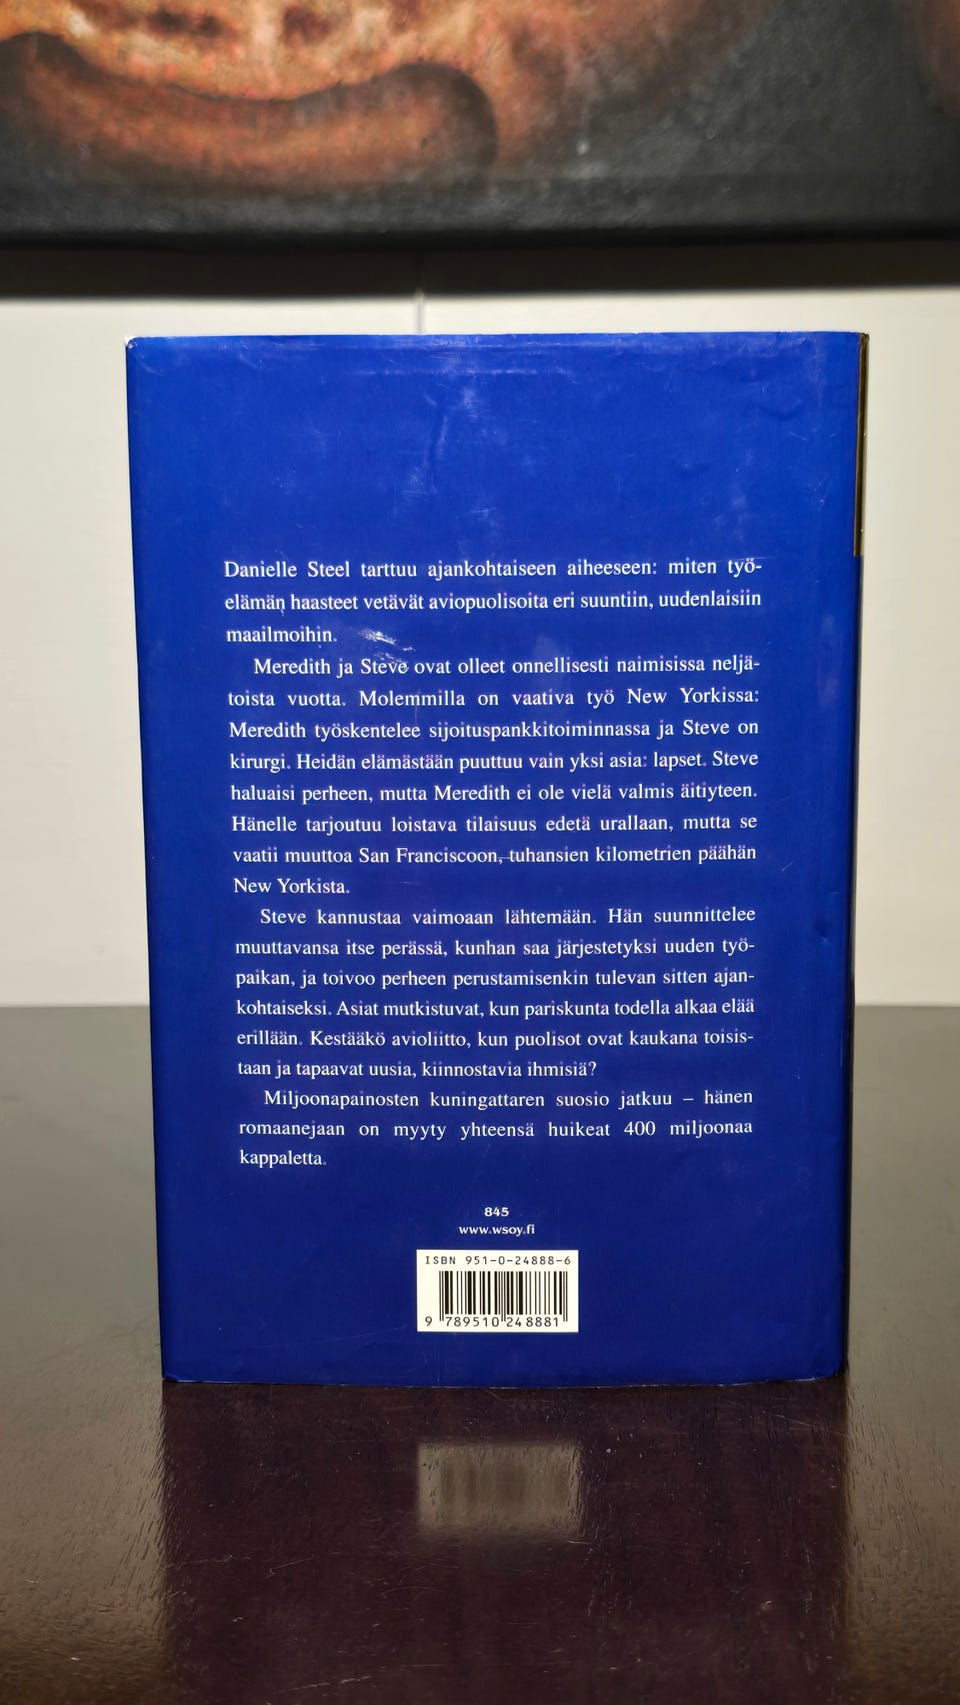 Danielle Steel tarttuu ajankohtaiseen aiheeseen: miten työ-
elämän haasteet vetävät aviopuolisoita eri suuntiin, uudenlaisiin
maailmoihin.
Meredith ja Steve ovat olleet onnellisesti naimisissa neljä-
toista vuotta. Molemmilla on vaativa työ New Yorkissa:
Meredith työskentelee sijoituspankkitoiminnassa ja Steve on
kirurgi. Heidän elämästään puuttuu vain yksi asia: lapset. Steve
haluaisi perheen, mutta Meredith ei ole vielä valmis äitiyteen.
Hänelle tarjoutuu loistava tilaisuus edetä urallaan, mutta se
vaatii muuttoa San Franciscoon, tuhansien kilometrien päähän
New Yorkista.
Steve kannustaa vaimoaan lähtemään. Hän suunnittelee
muuttavansa itse perässä, kunhan saa järjestetyksi uuden työ-
paikan, ja toivoo perheen perustamisenkin tulevan sitten ajan-
kohtaiseksi. Asiat mutkistuvat, kun pariskunta todella alkaa elää
erillään. Kestääkö avioliitto, kun puolisot ovat kaukana toisis-
taan ja tapaavat uusia, kiinnostavia ihmisiä?
Miljoonapainosten kuningattaren suosio jatkuu – hänen
romaanejaan on myyty yhteensä huikeat 400 miljoonaa
kappaletta.
845
www.wsoy.fi
ISBN 951-0-24888-6
9 789510 248881